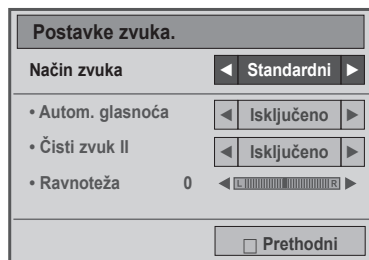 Postavke zvuka.
Način zvuka ◄ Standardni ►
• Autom. glasnoća ◄ Isključeno ►
• Čisti zvuk II ◄ Isključeno ►
• Ravnoteža 0 ◄ L R ►
□ Prethodni